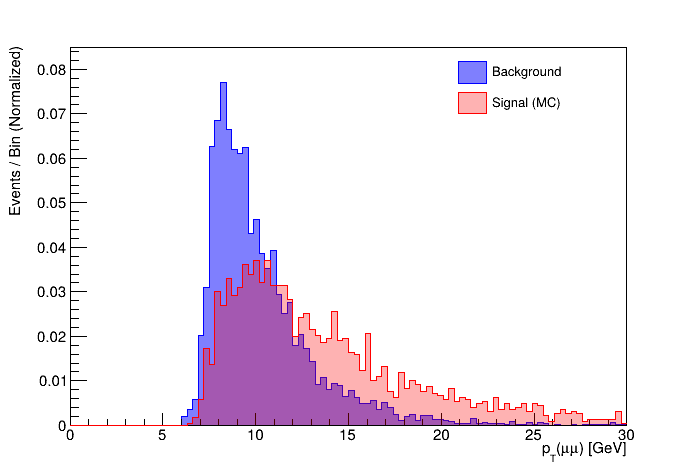 Events / Bin (Normalized)
0.08
0.07
0.06
0.05
0.04
0.03
0.02
0.01
0
Background
Signal (MC)
0 5 10 15 20 25 30
p_T(μμ) [GeV]